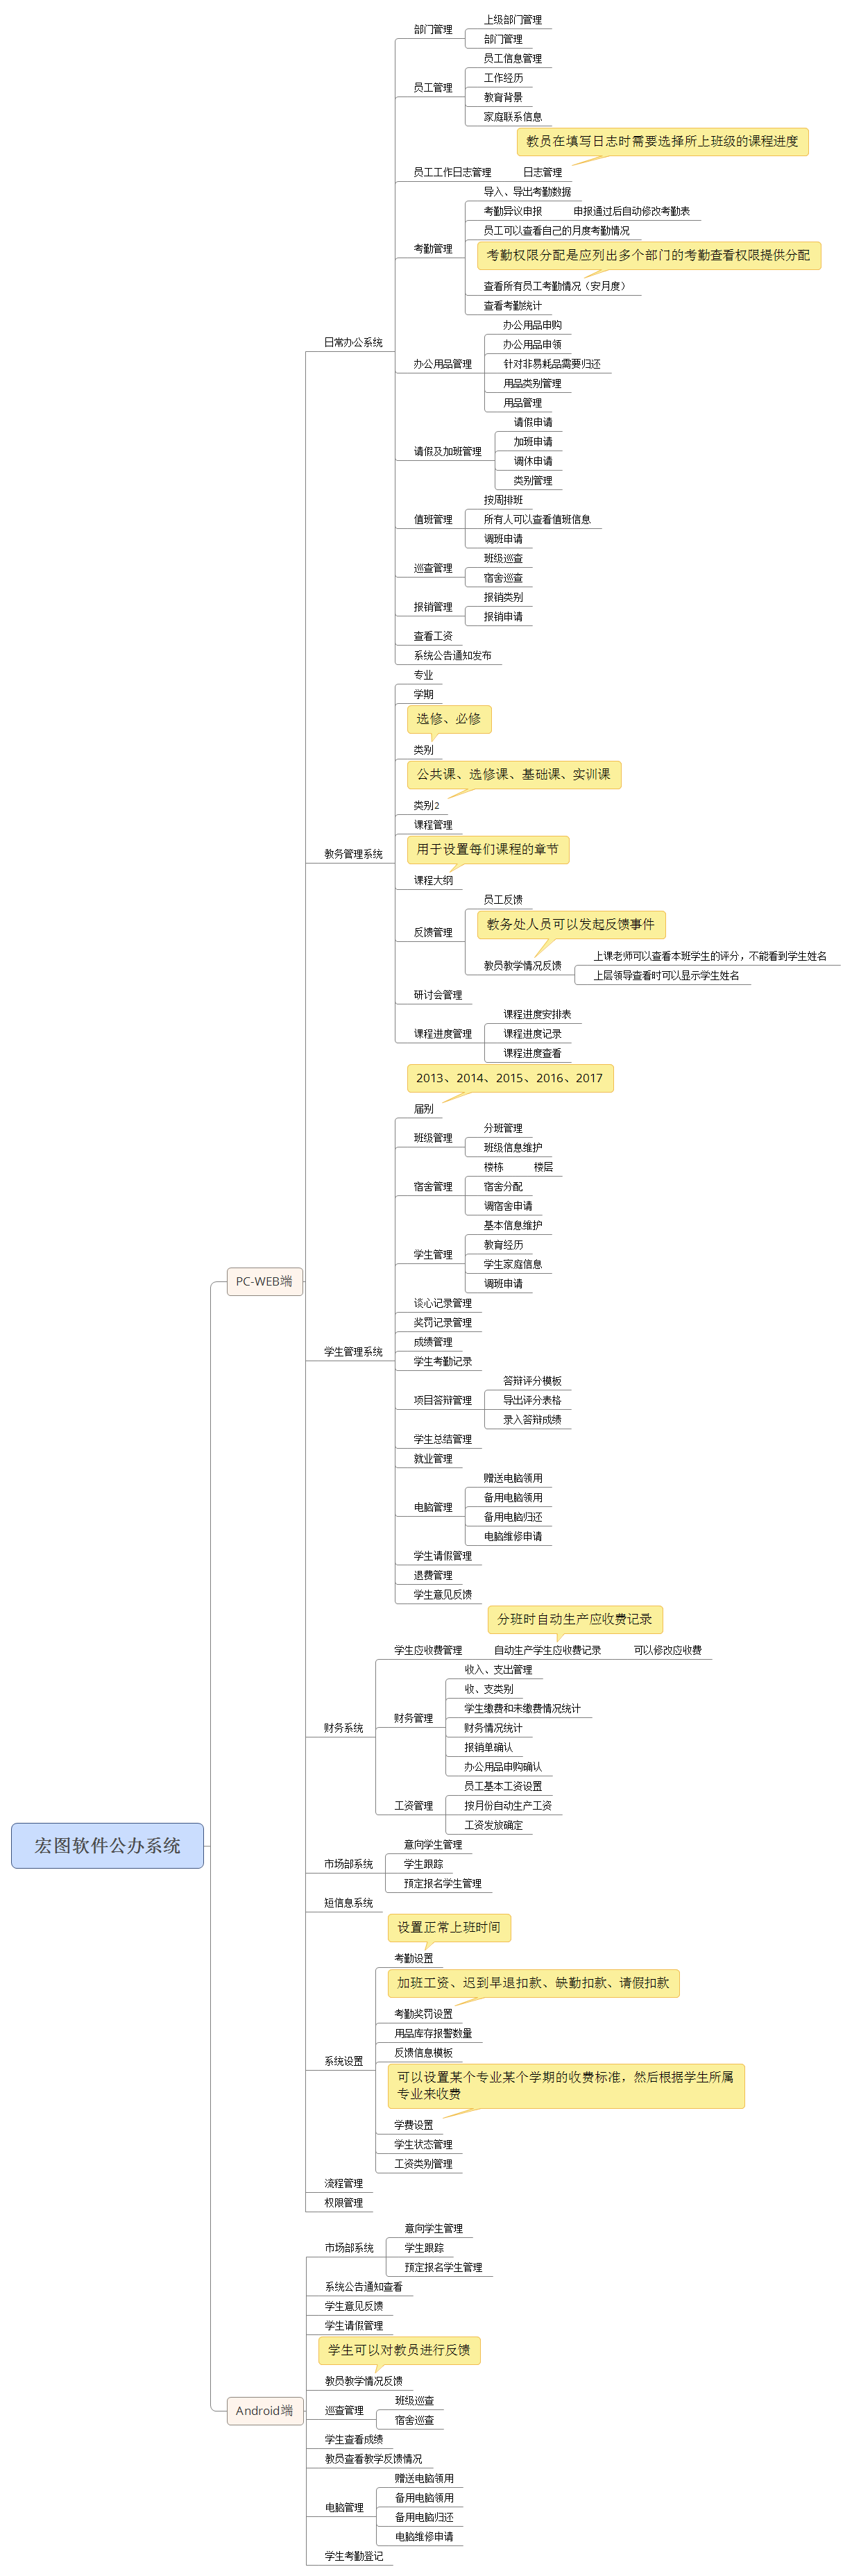 上级部门管理
部门管理
部门管理
员工信息管理
工作经历
员工管理
教育背景
家庭联系信息
教员在填写日志时需要选择所上班级的课程进度
员工工作日志管理
日志管理
导入、导出考勤数据
考勤异议申报
申报通过后自动修改考勤表
员工可以查看自己的月度考勤情况
考勤管理
考勤权限分配是应列出多个部门的考勤查看权限提供分配
查看所有员工考勤情况（安月度）
查看考勤统计
办公用品申购
日常办公系统
办公用品申领
办公用品管理
针对非易耗品需要归还
用品类别管理
用品管理
请假申请
加班申请
请假及加班管理
调休申请
类别管理
按周排班
值班管理
所有人可以查看值班信息
调班申请
班级巡查
巡查管理
宿舍巡查
报销类别
报销管理
报销申请
查看工资
系统公告通知发布
专业
学期
选修、必修
类别
公共课、选修课、基础课、实训课
类别2
课程管理
用于设置每们课程的章节
教务管理系统
课程大纲
员工反馈
教务处人员可以发起反馈事件
反馈管理
上课老师可以查看本班学生的评分，不能看到学生姓名
教员教学情况反馈
上层领导查看时可以显示学生姓名
研讨会管理
课程进度安排表
课程进度管理
课程进度记录
课程进度查看
2013、2014、2015、2016、2017
届别
分班管理
班级管理
班级信息维护
楼栋
楼层
宿舍管理
宿舍分配
调宿舍申请
基本信息维护
教育经历
学生管理
学生家庭信息
调班申请
PC-WEB端
谈心记录管理
奖罚记录管理
成绩管理
学生管理系统
学生考勤记录
答辩评分模板
项目答辩管理
导出评分表格
录入答辩成绩
学生总结管理
就业管理
赠送电脑领用
备用电脑领用
电脑管理
备用电脑归还
电脑维修申请
学生请假管理
退费管理
学生意见反馈
分班时自动生产应收费记录
学生应收费管理
自动生产学生应收费记录
可以修改应收费
收入、支出管理
收、支类别
学生缴费和未缴费情况统计
财务管理
财务系统
财务情况统计
报销单确认
办公用品申购确认
员工基本工资设置
工资管理
按月份自动生产工资
工资发放确定
宏图软件公办系统
意向学生管理
市场部系统
学生跟踪
预定报名学生管理
短信息系统
设置正常上班时间
考勤设置
加班工资、迟到早退扣款、缺勤扣款、请假扣款
考勤奖罚设置
用品库存报警数量
反馈信息模板
系统设置
可以设置某个专业某个学期的收费标准，然后根据学生所属
专业来收费
学费设置
学生状态管理
工资类别管理
流程管理
权限管理
意向学生管理
市场部系统
学生跟踪
预定报名学生管理
系统公告通知查看
学生意见反馈
学生请假管理
学生可以对教员进行反馈
教员教学情况反馈
班级巡查
巡查管理
Android端
宿舍巡查
学生查看成绩
教员查看教学反馈情况
赠送电脑领用
备用电脑领用
电脑管理
备用电脑归还
电脑维修申请
学生考勤登记